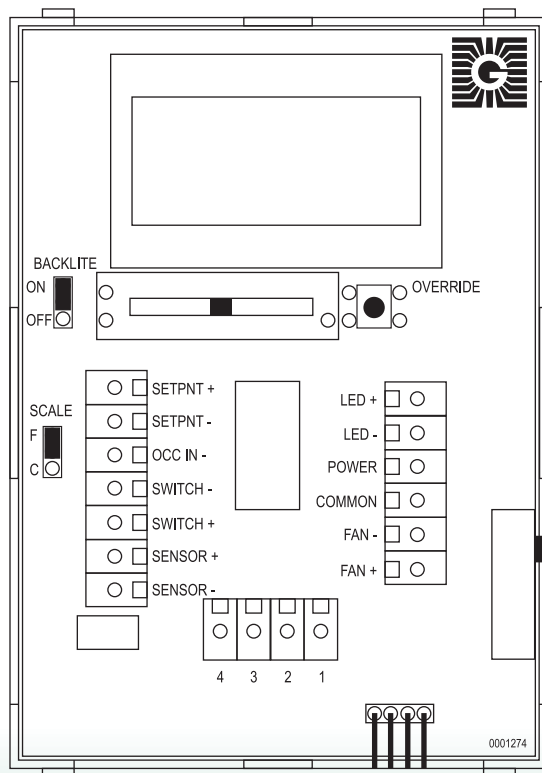 G
BACKLITE
ON
OFF
OVERRIDE
SCALE
F
C
SETPNT +
SETPNT -
OCC IN -
SWITCH -
SWITCH +
SENSOR +
SENSOR -
LED +
LED -
POWER
COMMON
FAN -
FAN +
4 3 2 1
0001274